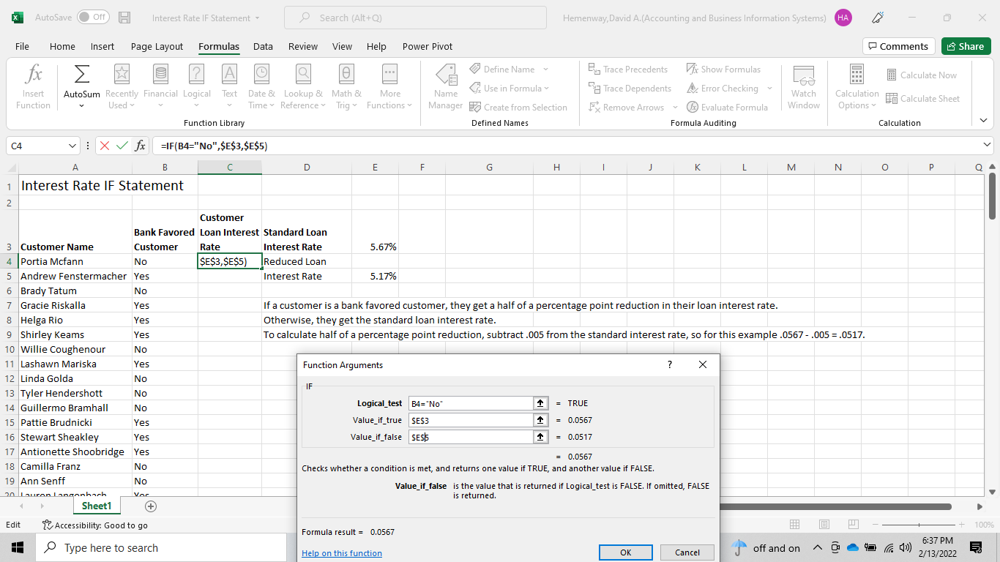 AutoSave Off Interest Rate IF Statement Search (Alt+Q) Hemenway,David A.(Accounting and Business Information Systems) HA
File Home Insert Page Layout Formulas Data Review View Help Power Pivot Comments Share
Insert Function
AutoSum
Recently Used
Financial
Logical
Text
Date & Time
Lookup & Reference
Math & Trig
More Functions
Function Library
Name Manager
Define Name
Use in Formula
Create from Selection
Defined Names
Trace Precedents
Trace Dependents
Remove Arrows
Show Formulas
Error Checking
Evaluate Formula
Formula Auditing
Watch Window
Calculation Options
Calculate Now
Calculate Sheet
Calculation
C4 fx =IF(B4="No",$E$3,$E$5)
A B C D E F G H I J K L M N O P Q
1 Interest Rate IF Statement
2
Customer
Bank Favored Loan Interest Standard Loan
3 Customer Name Customer Rate Interest Rate 5.67%
4 Portia Mcfann No $E$3,$E$5) Reduced Loan
5 Andrew Fenstermacher Yes Interest Rate 5.17%
6 Brady Tatum No
7 Gracie Riskalla Yes If a customer is a bank favored customer, they get a half of a percentage point reduction in their loan interest rate.
8 Helga Rio Yes Otherwise, they get the standard loan interest rate.
9 Shirley Keams Yes To calculate half of a percentage point reduction, subtract .005 from the standard interest rate, so for this example .0567 - .005 = .0517.
10 Willie Coughenour No
11 Lashawn Mariska Yes
12 Linda Golda No
13 Tyler Hendershott No
14 Guillermo Bramhall No
15 Pattie Brudnicki Yes
16 Stewart Sheakley Yes
17 Antionette Shoobridge Yes
18 Camilla Franz No
19 Ann Senff No
20 Lauren Langenbach Yes
Function Arguments ?
IF
Logical_test B4="No" = TRUE
Value_if_true $E$3 = 0.0567
Value_if_false $E$5 = 0.0517
= 0.0567
Checks whether a condition is met, and returns one value if TRUE, and another value if FALSE.
Value_if_false is the value that is returned if Logical_test is FALSE. If omitted, FALSE
is returned.
Formula result = 0.0567
Help on this function OK Cancel
Sheet1
Edit Accessibility: Good to go 100%
Type here to search off and on 6:37 PM
2/13/2022